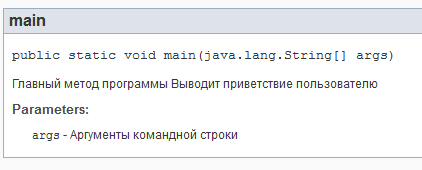 main
public static void main(java.lang.String[] args)
Главный метод программы Выводит приветствие пользователю
Parameters:
args - Аргументы командной строки